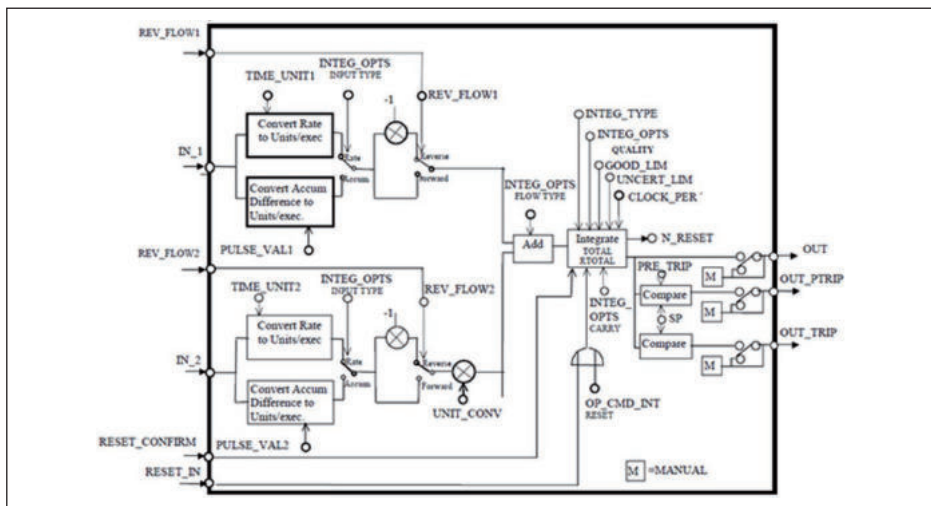 REV_FLOW1
TIME_UNIT1
INTEG_OPTS
INPUT TYPE
REV_FLOW1
-1
Convert Rate
to Units/exec
Rate
Accum
Reverse
forward
IN_1
Convert Accum
Difference to
Units/exec.
PULSE_VAL1
INTEG_TYPE
INTEG_OPTS
QUALITY
GOOD_LIM
UNCERT_LIM
CLOCK_PER
INTEG_OPTS
FLOW TYPE
Add
Integrate
TOTAL
RTOTAL
N_RESET
OUT
REV_FLOW2
TIME_UNIT2
INTEG_OPTS
INPUT TYPE
REV_FLOW2
-1
Convert Rate
to Units/exec
Rate
Accum
Reverse
Forward
IN_2
Convert Accum
Difference to
Units/exec.
PULSE_VAL2
UNIT_CONV
INTEG_
OPTS
CARRY
PRE_TRIP
Compare
SP
Compare
M
M
M
OUT_PTRIP
OUT_TRIP
OP_CMD_INT
RESET
RESET_CONFIRM
RESET_IN
M =MANUAL